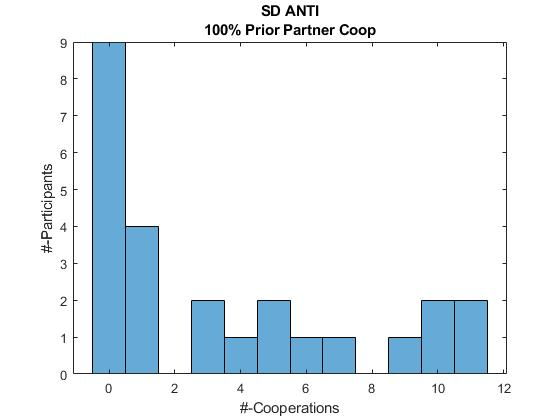 SD ANTI
100% Prior Partner Coop
9
8
7
6
5
4
3
2
1
0
#-Participants
0 2 4 6 8 10 12
#-Cooperations